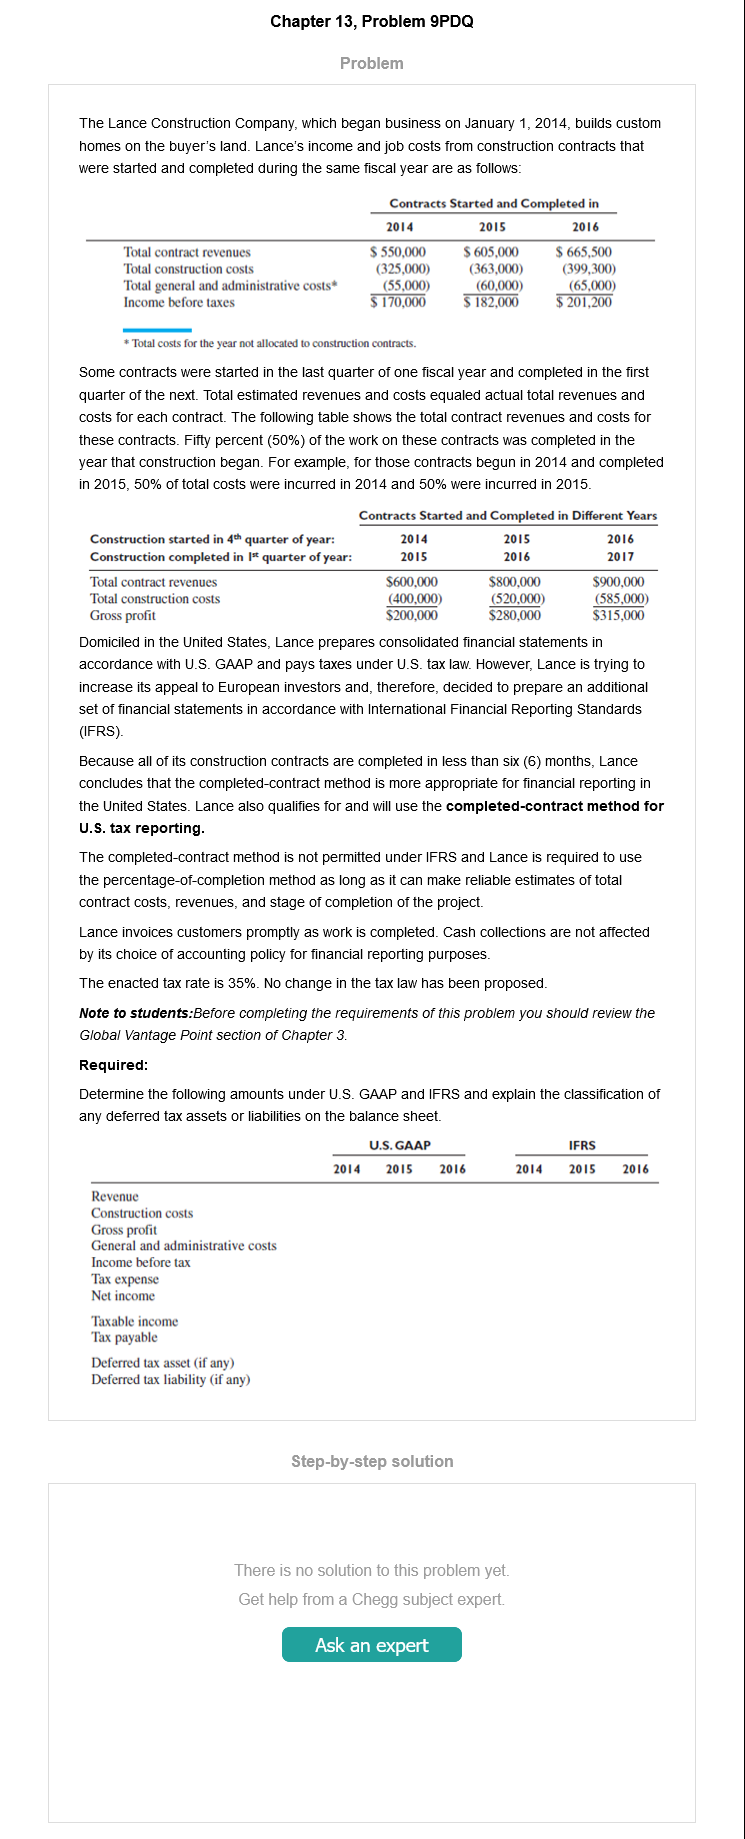 Chapter 13, Problem 9PDQ
Problem
The Lance Construction Company, which began business on January 1, 2014, builds custom
homes on the buyer's land. Lance's income and job costs from construction contracts that
were started and completed during the same fiscal year are as follows:
Contracts Started and Completed in
2014 2015 2016
Total contract revenues $ 550,000 $ 605,000 $ 665,500
Total construction costs (325,000) (363,000) (399,300)
Total general and administrative costs* (55,000) (60,000) (65,000)
Income before taxes $ 170,000 $ 182,000 $ 201,200
* Total costs for the year not allocated to construction contracts.
Some contracts were started in the last quarter of one fiscal year and completed in the first
quarter of the next. Total estimated revenues and costs equaled actual total revenues and
costs for each contract. The following table shows the total contract revenues and costs for
these contracts. Fifty percent (50%) of the work on these contracts was completed in the
year that construction began. For example, for those contracts begun in 2014 and completed
in 2015, 50% of total costs were incurred in 2014 and 50% were incurred in 2015.
Contracts Started and Completed in Different Years
Construction started in 4th quarter of year: 2014 2015 2016
Construction completed in 1st quarter of year: 2015 2016 2017
Total contract revenues $600,000 $800,000 $900,000
Total construction costs (400,000) (520,000) (585,000)
Gross profit $200,000 $280,000 $315,000
Domiciled in the United States, Lance prepares consolidated financial statements in
accordance with U.S. GAAP and pays taxes under U.S. tax law. However, Lance is trying to
increase its appeal to European investors and, therefore, decided to prepare an additional
set of financial statements in accordance with International Financial Reporting Standards
(IFRS).
Because all of its construction contracts are completed in less than six (6) months, Lance
concludes that the completed-contract method is more appropriate for financial reporting in
the United States. Lance also qualifies for and will use the completed-contract method for
U.S. tax reporting.
The completed-contract method is not permitted under IFRS and Lance is required to use
the percentage-of-completion method as long as it can make reliable estimates of total
contract costs, revenues, and stage of completion of the project.
Lance invoices customers promptly as work is completed. Cash collections are not affected
by its choice of accounting policy for financial reporting purposes.
The enacted tax rate is 35%. No change in the tax law has been proposed.
Note to students:Before completing the requirements of this problem you should review the
Global Vantage Point section of Chapter 3.
Required:
Determine the following amounts under U.S. GAAP and IFRS and explain the classification of
any deferred tax assets or liabilities on the balance sheet.
U.S. GAAP IFRS
2014 2015 2016 2014 2015 2016
Revenue
Construction costs
Gross profit
General and administrative costs
Income before tax
Tax expense
Net income
Taxable income
Tax payable
Deferred tax asset (if any)
Deferred tax liability (if any)
Step-by-step solution
There is no solution to this problem yet.
Get help from a Chegg subject expert.
Ask an expert